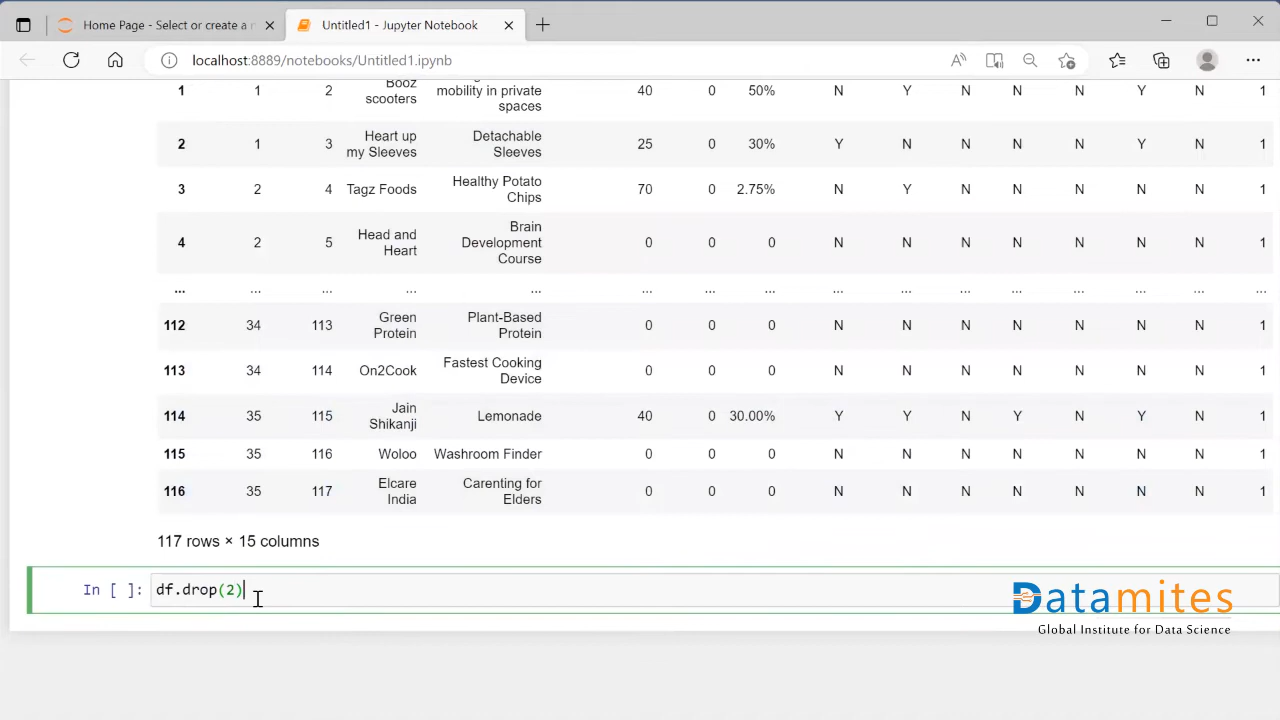 Home Page - Select or create a n
Untitled1 - Jupyter Notebook
localhost:8889/notebooks/Untitled1.ipynb
1 1 2 Booz scooters mobility in private spaces 40 0 50% N Y N N N Y N 1
2 1 3 Heart up my Sleeves Detachable Sleeves 25 0 30% Y N N N N Y N 1
3 2 4 Tagz Foods Healthy Potato Chips 70 0 2.75% N Y N N N N N 1
4 2 5 Head and Heart Brain Development Course 0 0 0 N N N N N N N 1
... ... ... ... ... ... ... ... ... ... ... ... ... ... ... ...
112 34 113 Green Protein Plant-Based Protein 0 0 0 N N N N N N N 1
113 34 114 On2Cook Fastest Cooking Device 0 0 0 N N N N N N N 1
114 35 115 Jain Shikanji Lemonade 40 0 30.00% Y Y N Y N Y N 1
115 35 116 Woloo Washroom Finder 0 0 0 N N N N N N N 1
116 35 117 Elcare India Carenting for Elders 0 0 0 N N N N N N N 1
117 rows × 15 columns
In [ ]: df.drop(2)
Datamites
Global Institute for Data Science